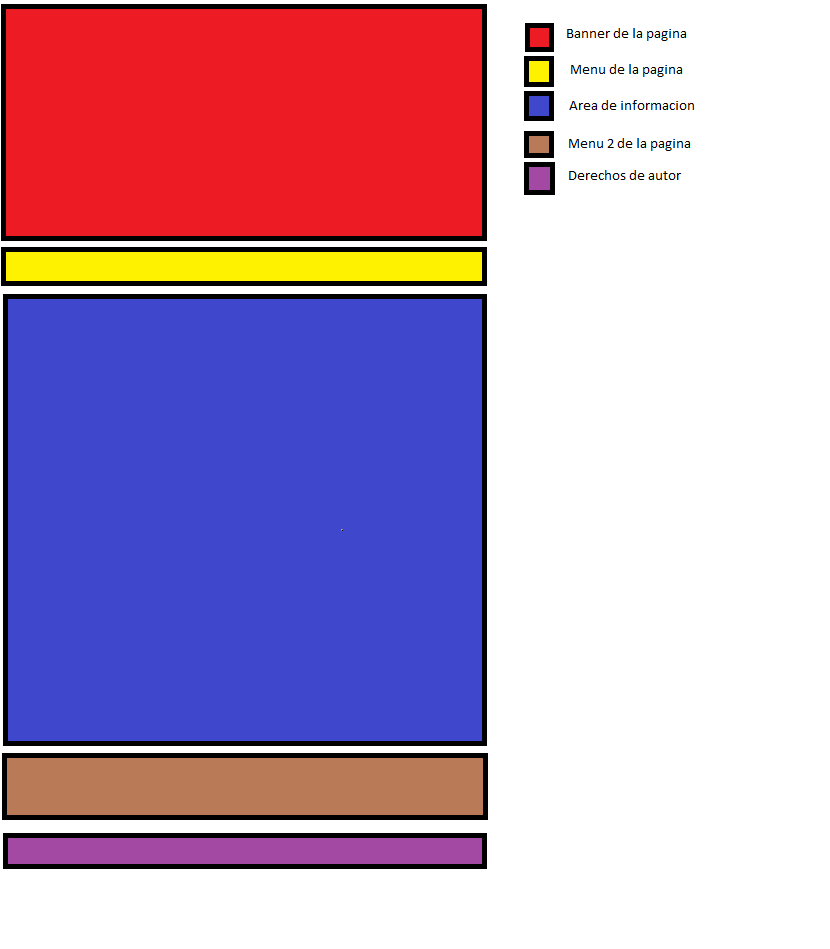 Banner de la pagina
Menu de la pagina
Area de informacion
Menu 2 de la pagina
Derechos de autor